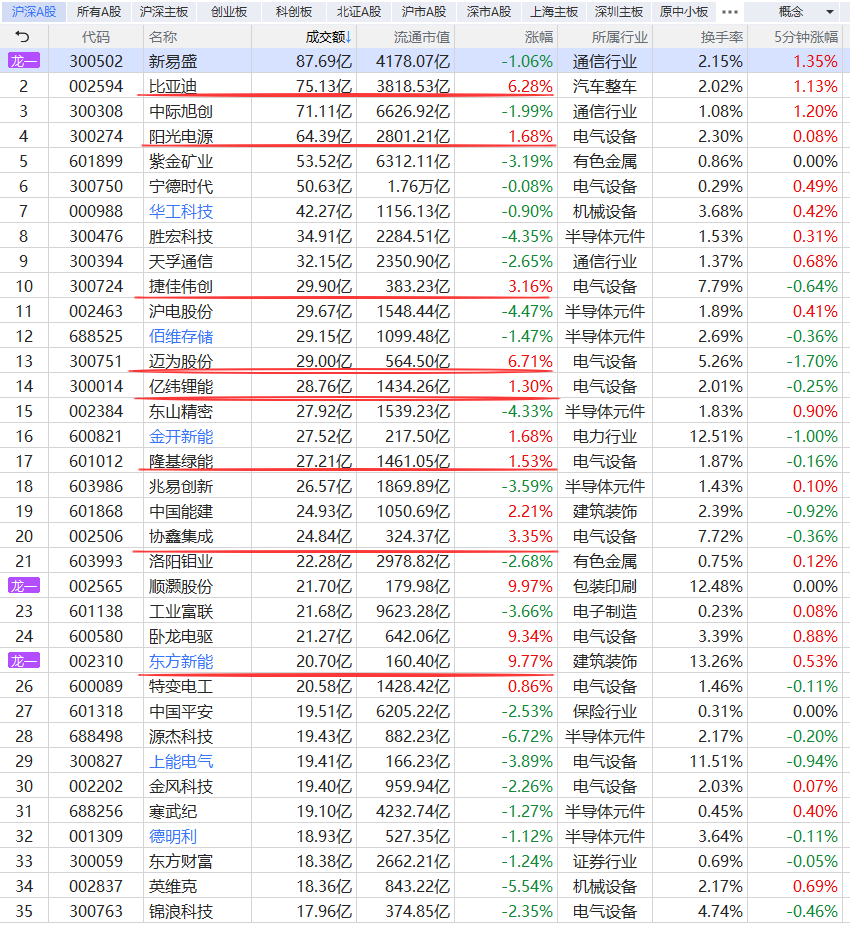 沪深A股 所有A股 沪深主板 创业板 科创板 北证A股 沪市A股 深市A股 上海主板 深圳主板 原中小板 ••• 概念
代码 名称 成交额↓ 流通市值 涨幅 所属行业 换手率 5分钟涨幅
龙一 300502 新易盛 87.69亿 4178.07亿 -1.06% 通信行业 2.15% 1.35%
2 002594 比亚迪 75.13亿 3818.53亿 6.28% 汽车整车 2.02% 1.13%
3 300308 中际旭创 71.11亿 6626.92亿 -1.99% 通信行业 1.08% 1.20%
4 300274 阳光电源 64.39亿 2801.21亿 1.68% 电气设备 2.30% 0.08%
5 601899 紫金矿业 53.52亿 6312.11亿 -3.19% 有色金属 0.86% 0.00%
6 300750 宁德时代 50.63亿 1.76万亿 -0.08% 电气设备 0.29% 0.49%
7 000988 华工科技 42.27亿 1156.13亿 -0.90% 机械设备 3.68% 0.42%
8 300476 胜宏科技 34.91亿 2284.51亿 -4.35% 半导体元件 1.53% 0.31%
9 300394 天孚通信 32.15亿 2350.90亿 -2.65% 通信行业 1.37% 0.68%
10 300724 捷佳伟创 29.90亿 383.23亿 3.16% 电气设备 7.79% -0.64%
11 002463 沪电股份 29.67亿 1548.44亿 -4.47% 半导体元件 1.89% 0.41%
12 688525 佰维存储 29.15亿 1099.48亿 -1.47% 半导体元件 2.69% -0.36%
13 300751 迈为股份 29.00亿 564.50亿 6.71% 电气设备 5.26% -1.70%
14 300014 亿纬锂能 28.76亿 1434.26亿 1.30% 电气设备 2.01% -0.25%
15 002384 东山精密 27.92亿 1539.23亿 -4.33% 半导体元件 1.83% 0.90%
16 600821 金开新能 27.52亿 217.50亿 1.68% 电力行业 12.51% -1.00%
17 601012 隆基绿能 27.21亿 1461.05亿 1.53% 电气设备 1.87% -0.16%
18 603986 兆易创新 26.57亿 1869.89亿 -3.59% 半导体元件 1.43% 0.10%
19 601868 中国能建 24.93亿 1050.69亿 2.21% 建筑装饰 2.39% -0.92%
20 002506 协鑫集成 24.84亿 324.37亿 3.35% 电气设备 7.72% -0.36%
21 603993 洛阳钼业 22.28亿 2978.82亿 -2.68% 有色金属 0.75% 0.12%
龙一 002565 顺灏股份 21.70亿 179.98亿 9.97% 包装印刷 12.48% 0.00%
23 601138 工业富联 21.68亿 9623.28亿 -3.66% 电子制造 0.23% 0.08%
24 600580 卧龙电驱 21.27亿 642.06亿 9.34% 电气设备 3.39% 0.88%
龙一 002310 东方新能 20.70亿 160.40亿 9.77% 建筑装饰 13.26% 0.53%
26 600089 特变电工 20.58亿 1428.42亿 0.86% 电气设备 1.46% -0.11%
27 601318 中国平安 19.51亿 6205.22亿 -2.53% 保险行业 0.31% 0.00%
28 688498 源杰科技 19.43亿 882.23亿 -6.72% 半导体元件 2.17% -0.20%
29 300827 上能电气 19.41亿 166.23亿 -3.89% 电气设备 11.51% -0.94%
30 002202 金风科技 19.40亿 959.94亿 -2.26% 电气设备 2.03% 0.07%
31 688256 寒武纪 19.10亿 4232.74亿 -1.27% 半导体元件 0.45% 0.40%
32 001309 德明利 18.93亿 527.35亿 -1.12% 半导体元件 3.64% -0.11%
33 300059 东方财富 18.38亿 2662.21亿 -1.24% 证券行业 0.69% -0.05%
34 002837 英维克 18.36亿 843.22亿 -5.54% 机械设备 2.17% 0.69%
35 300763 锦浪科技 17.96亿 374.85亿 -2.35% 电气设备 4.74% -0.46%